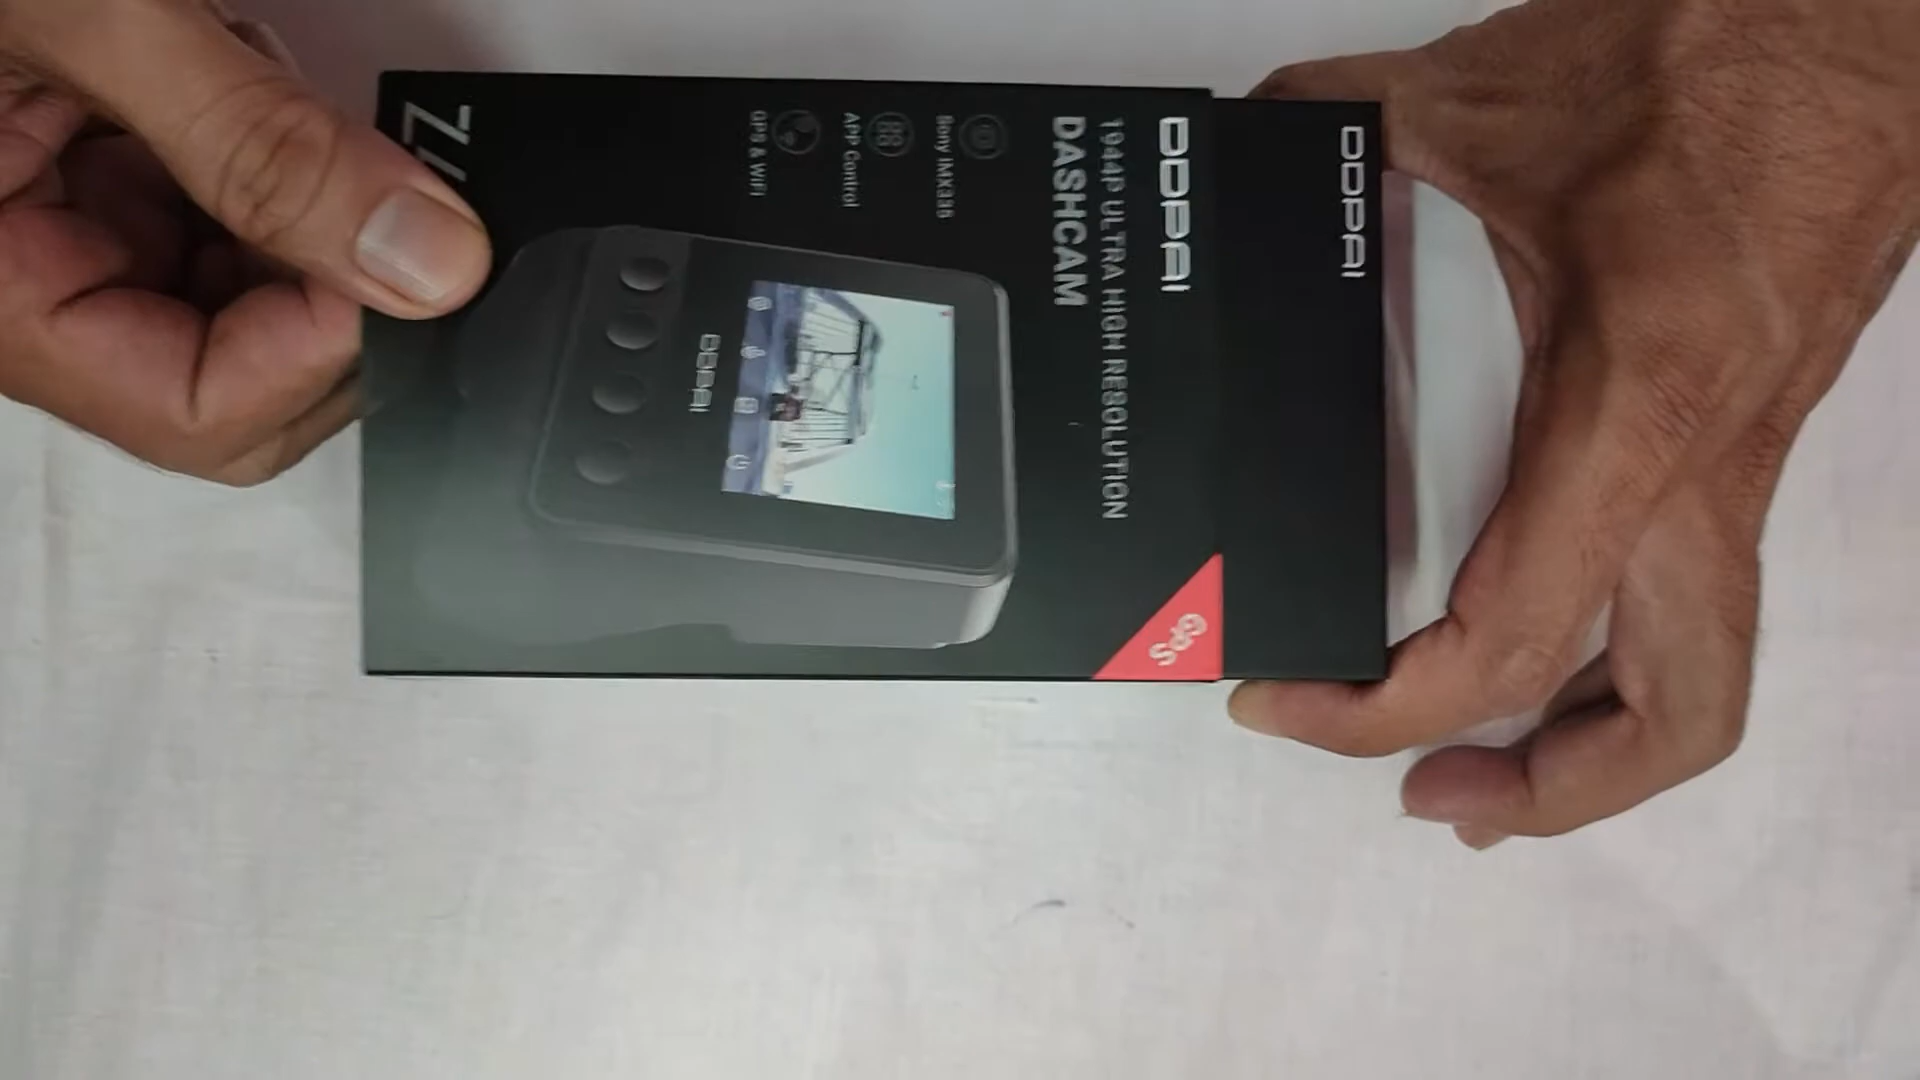 DDPAI
DDPAI
1944P ULTRA HIGH RESOLUTION
DASHCAM
Sony IMX335
APP Control
GPS & WiFi
DDPAI
GPS